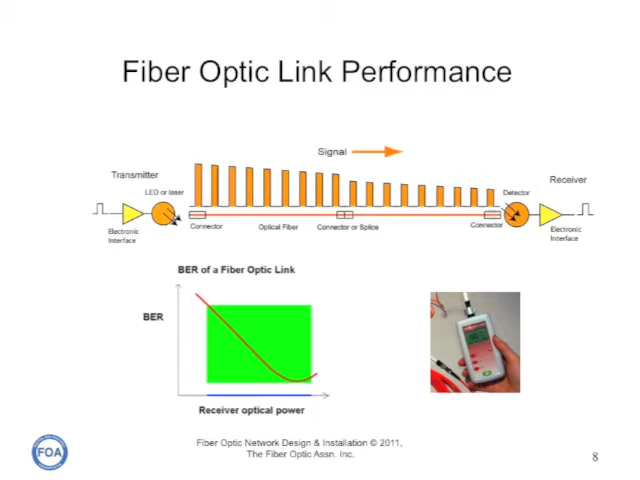 Fiber Optic Link Performance
Signal
Transmitter
Receiver
LED or laser
Detector
Electronic
Interface
Connector
Optical Fiber
Connector or Splice
Connector
Electronic
Interface
BER of a Fiber Optic Link
BER
Receiver optical power
FOA
Fiber Optic Network Design & Installation © 2011,
The Fiber Optic Assn. Inc.
8